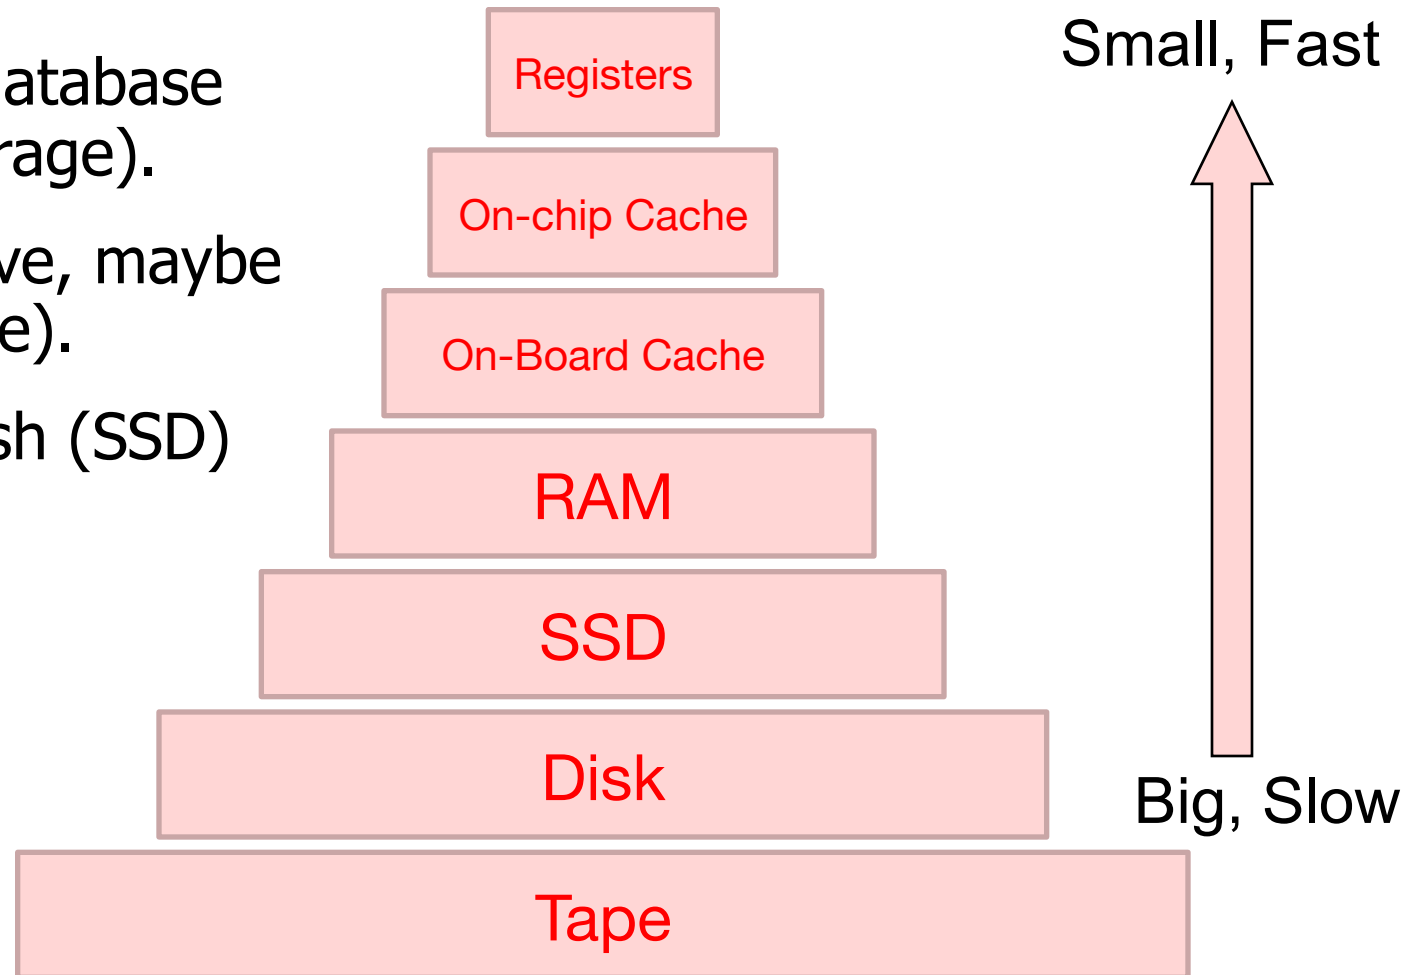 atabase
rage).
ve, maybe
e).
sh (SSD)
Registers
On-chip Cache
On-Board Cache
RAM
SSD
Disk
Tape
Small, Fast
Big, Slow